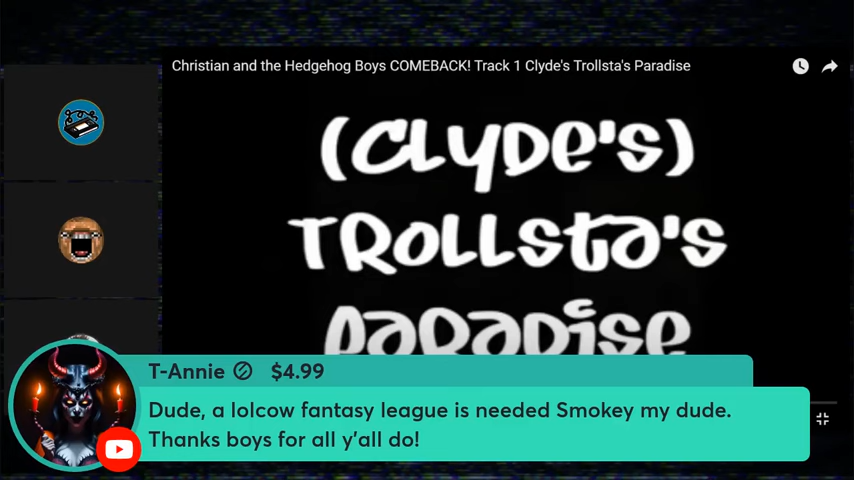 Christian and the Hedgehog Boys COMEBACK! Track 1 Clyde's Trollsta's Paradise
(Clyde's)
Trollsta's
Paradise
T-Annie $4.99
Dude, a lolcow fantasy league is needed Smokey my dude.
Thanks boys for all y'all do!